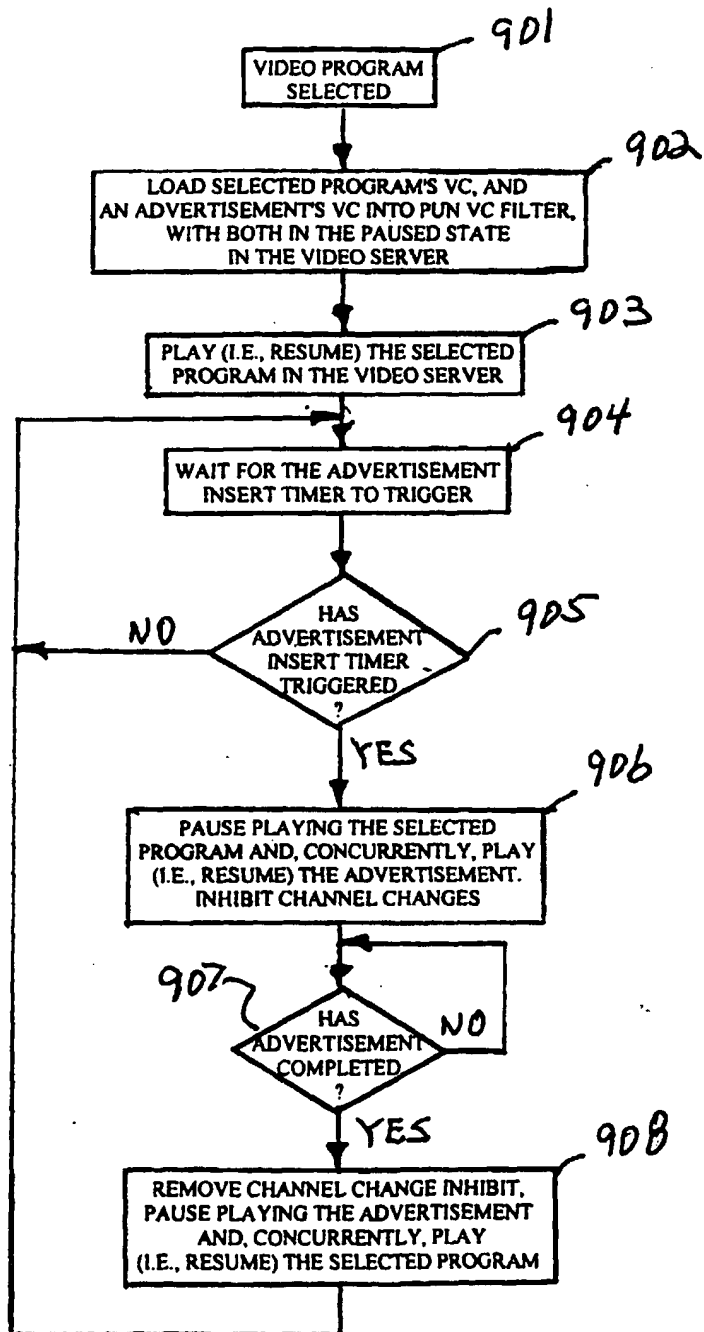 901
VIDEO PROGRAM
SELECTED
902
LOAD SELECTED PROGRAM'S VC, AND
AN ADVERTISEMENT'S VC INTO PUN VC FILTER,
WITH BOTH IN THE PAUSED STATE
IN THE VIDEO SERVER
903
PLAY (I.E., RESUME) THE SELECTED
PROGRAM IN THE VIDEO SERVER
904
WAIT FOR THE ADVERTISEMENT
INSERT TIMER TO TRIGGER
905
HAS
ADVERTISEMENT
INSERT TIMER
TRIGGERED
?
NO
YES
906
PAUSE PLAYING THE SELECTED
PROGRAM AND, CONCURRENTLY, PLAY
(I.E., RESUME) THE ADVERTISEMENT.
INHIBIT CHANNEL CHANGES
907
HAS
ADVERTISEMENT
COMPLETED
?
NO
YES
908
REMOVE CHANNEL CHANGE INHIBIT,
PAUSE PLAYING THE ADVERTISEMENT
AND, CONCURRENTLY, PLAY
(I.E., RESUME) THE SELECTED PROGRAM